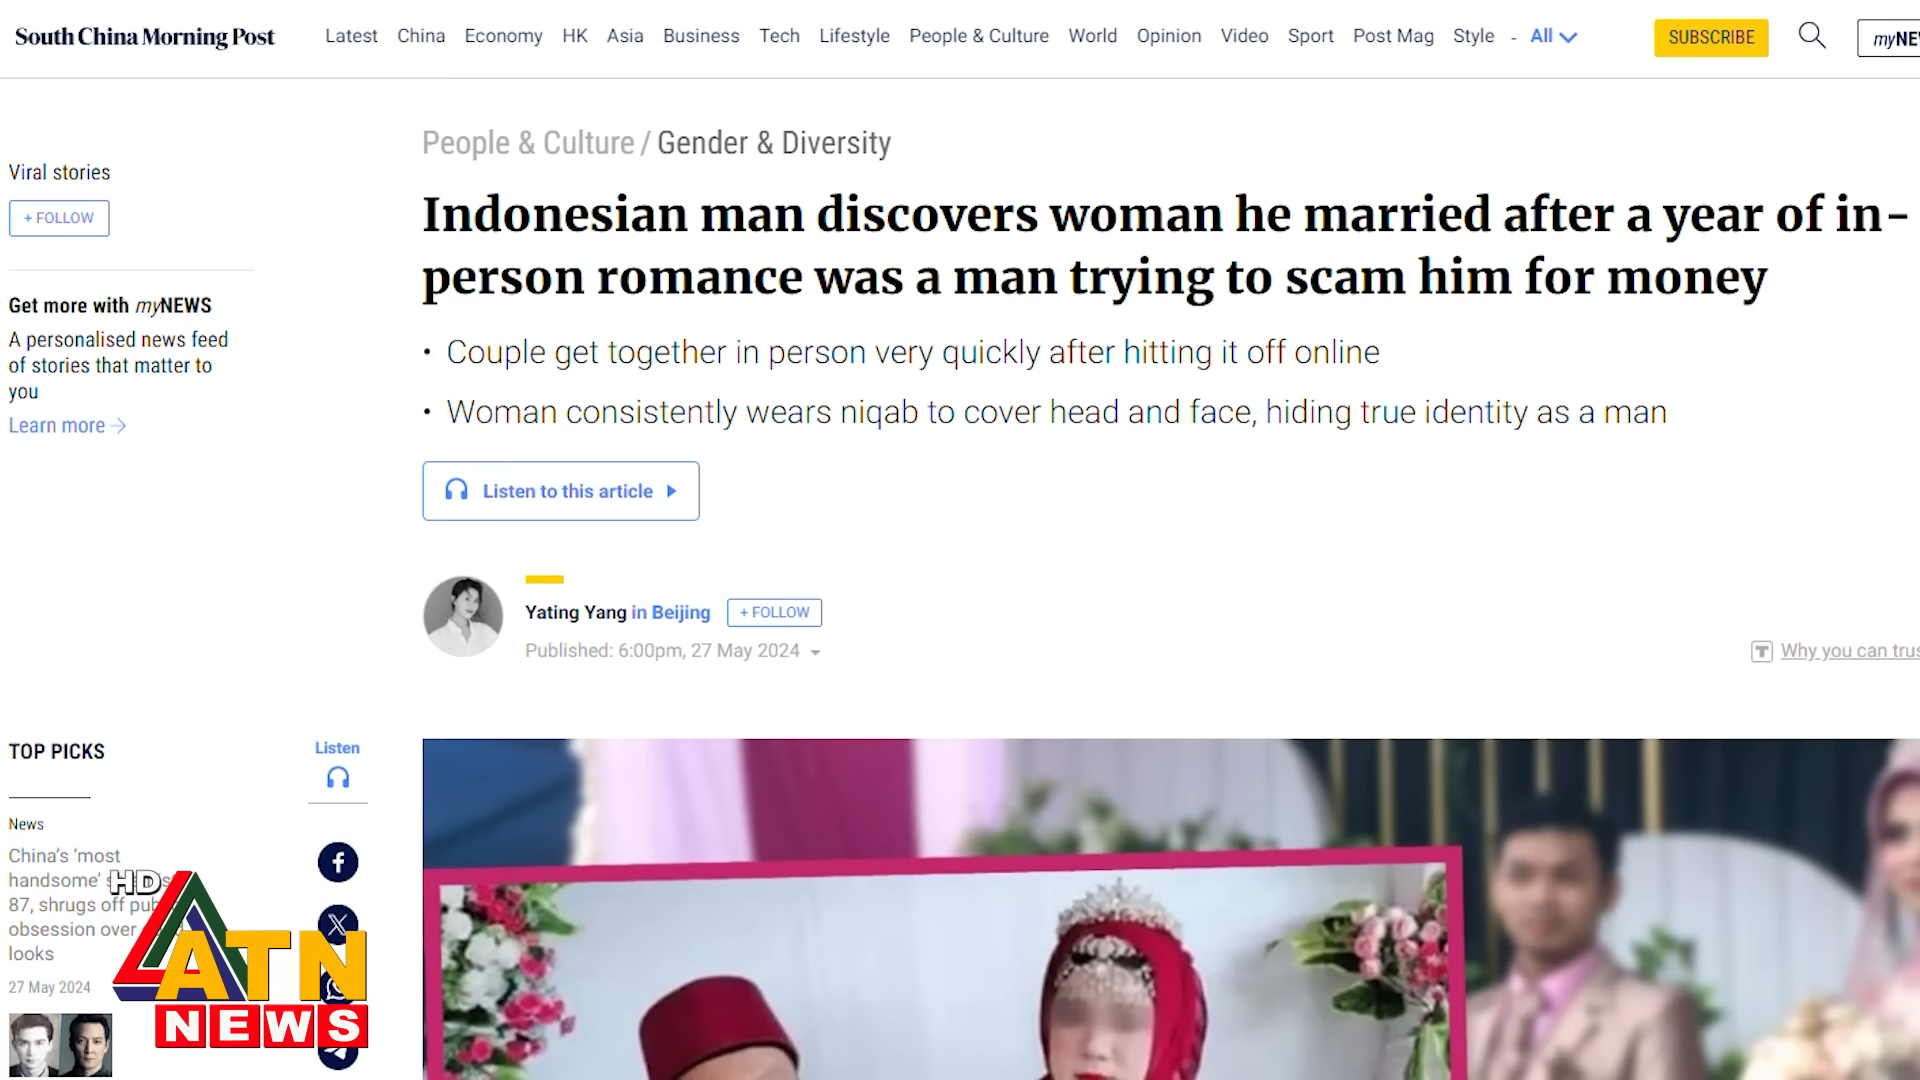 South China Morning Post
Latest China Economy HK Asia Business Tech Lifestyle People & Culture World Opinion Video Sport Post Mag Style - All
SUBSCRIBE
People & Culture / Gender & Diversity
Viral stories
+ FOLLOW
Get more with myNEWS
A personalised news feed
of stories that matter to
you
Learn more
Indonesian man discovers woman he married after a year of in-
person romance was a man trying to scam him for money
• Couple get together in person very quickly after hitting it off online
• Woman consistently wears niqab to cover head and face, hiding true identity as a man
Listen to this article
Yating Yang in Beijing
+ FOLLOW
Published: 6:00pm, 27 May 2024
Why you can
TOP PICKS
Listen
News
China's 'most
handsome'
87, shrugs off
obsession over
looks
27 May 2024
HD
ATN
NEWS